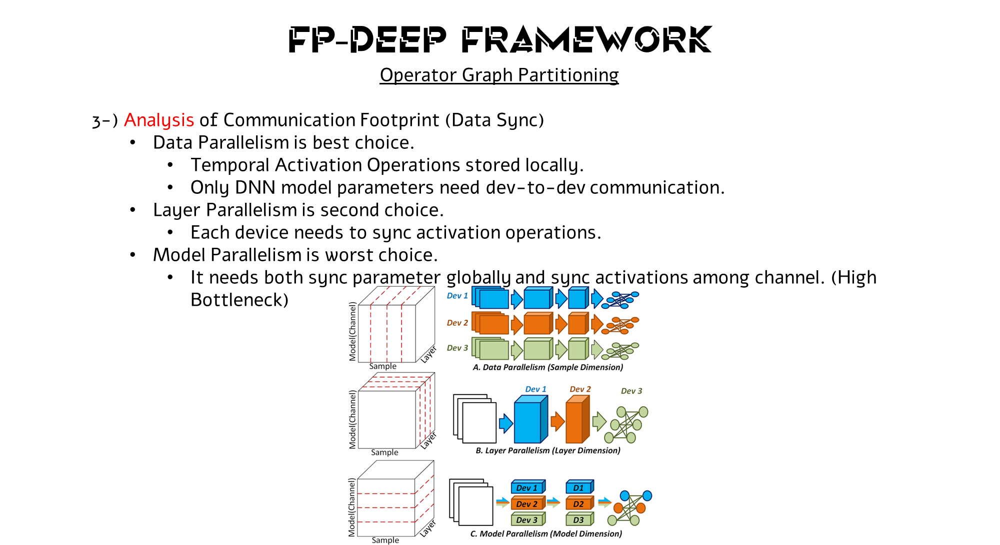 FP-DEEP FRAMEWORK
Operator Graph Partitioning
3-) Analysis of Communication Footprint (Data Sync)
• Data Parallelism is best choice.
• Temporal Activation Operations stored locally.
• Only DNN model parameters need dev-to-dev communication.
• Layer Parallelism is second choice.
• Each device needs to sync activation operations.
• Model Parallelism is worst choice.
• It needs both sync parameter globally and sync activations among channel. (High
Bottleneck)
Model(Channel)
Sample
Layer
Dev 1
Dev 2
Dev 3
A. Data Parallelism (Sample Dimension)
Model(Channel)
Sample
Layer
Dev 1
Dev 2
Dev 3
B. Layer Parallelism (Layer Dimension)
Model(Channel)
Sample
Layer
Dev 1
D1
Dev 2
D2
Dev 3
D3
C. Model Parallelism (Model Dimension)